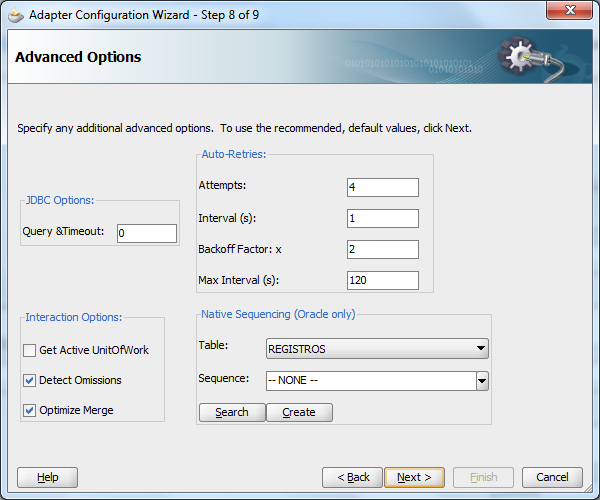 Adapter Configuration Wizard - Step 8 of 9
Advanced Options
0101010101010101010101010101
01010101010
Specify any additional advanced options.  To use the recommended, default values, click Next.
JDBC Options:
Query &Timeout: 0
Auto-Retries:
Attempts: 4
Interval (s): 1
Backoff Factor: x 2
Max Interval (s): 120
Interaction Options:
Get Active UnitOfWork
Detect Omissions
Optimize Merge
Native Sequencing (Oracle only)
Table: REGISTROS
Sequence: -- NONE --
Search Create
Help < Back Next > Finish Cancel